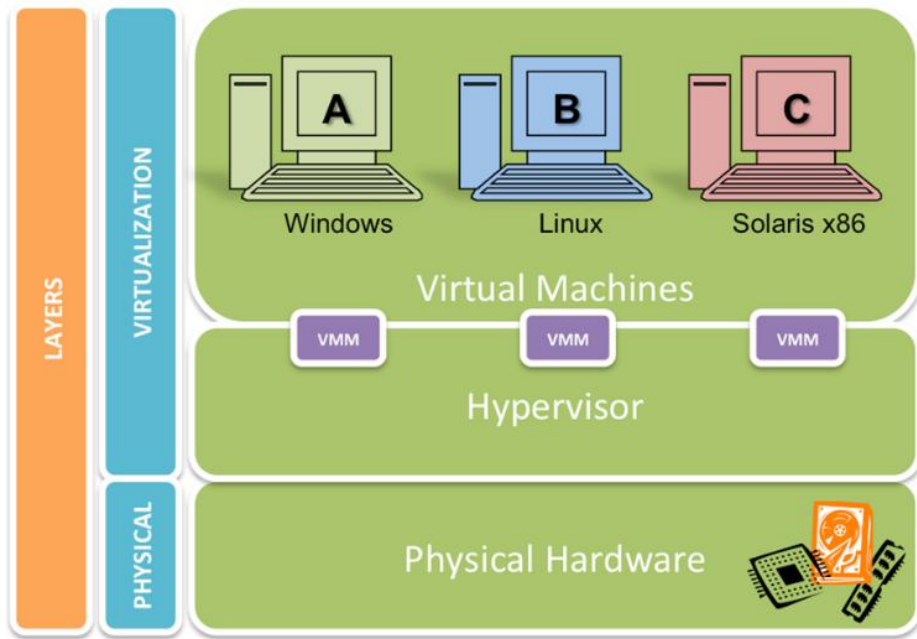 LAYERS
VIRTUALIZATION
PHYSICAL
A
B
C
Windows
Linux
Solaris x86
Virtual Machines
VMM
VMM
VMM
Hypervisor
Physical Hardware